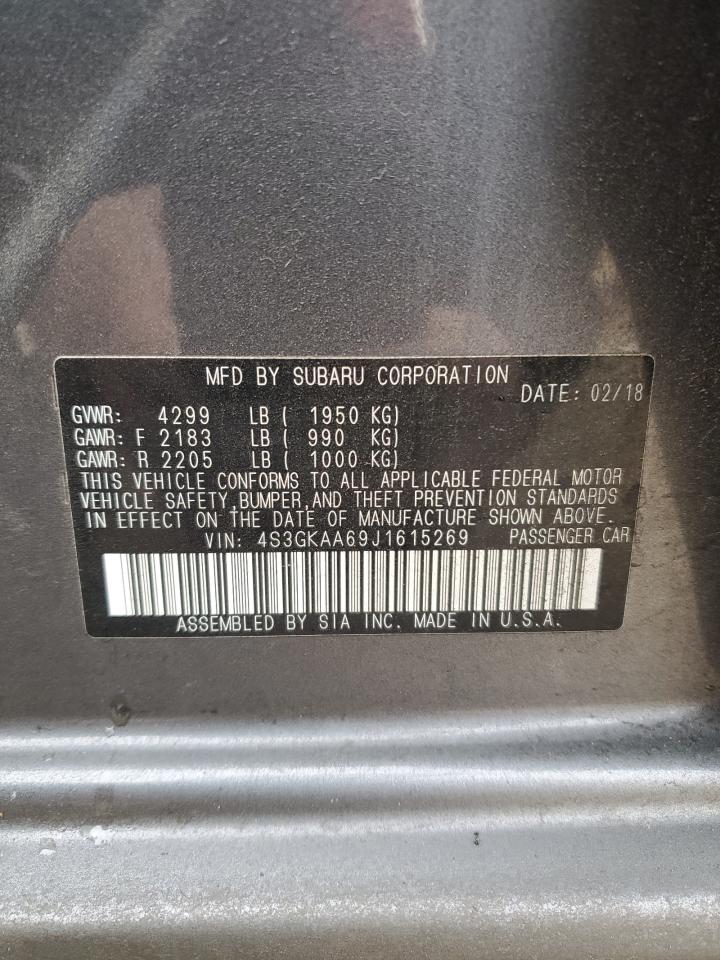 MFD BY SUBARU CORPORATION
DATE: 02/18
GVWR: 4299 LB ( 1950 KG)
GAWR: F 2183 LB ( 990 KG)
GAWR: R 2205 LB ( 1000 KG)
THIS VEHICLE CONFORMS TO ALL APPLICABLE FEDERAL MOTOR
VEHICLE SAFETY,BUMPER,AND THEFT PREVENTION STANDARDS
IN EFFECT ON THE DATE OF MANUFACTURE SHOWN ABOVE.
VIN: 4S3GKAA69J1615269 PASSENGER CAR
ASSEMBLED BY SIA INC. MADE IN U.S.A.